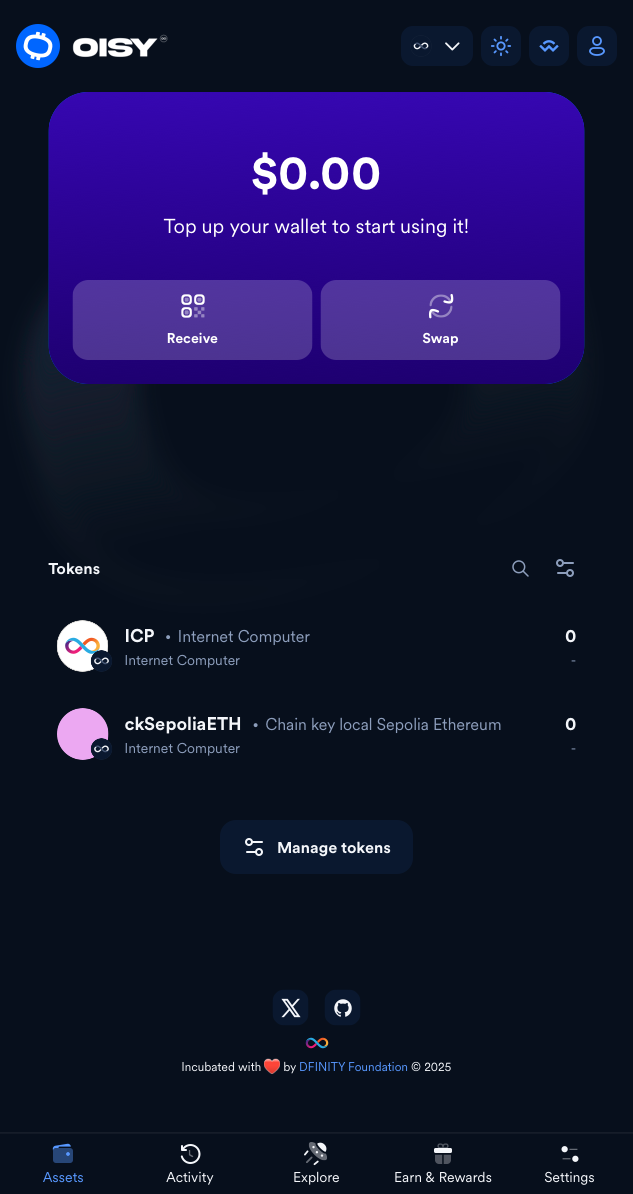 OISY
$0.00
Top up your wallet to start using it!
Receive
Swap
Tokens
ICP • Internet Computer
0
Internet Computer
-
ckSepoliaETH • Chain key local Sepolia Ethereum
0
Internet Computer
-
Manage tokens
Incubated with ❤️ by DFINITY Foundation © 2025
Assets
Activity
Explore
Earn & Rewards
Settings